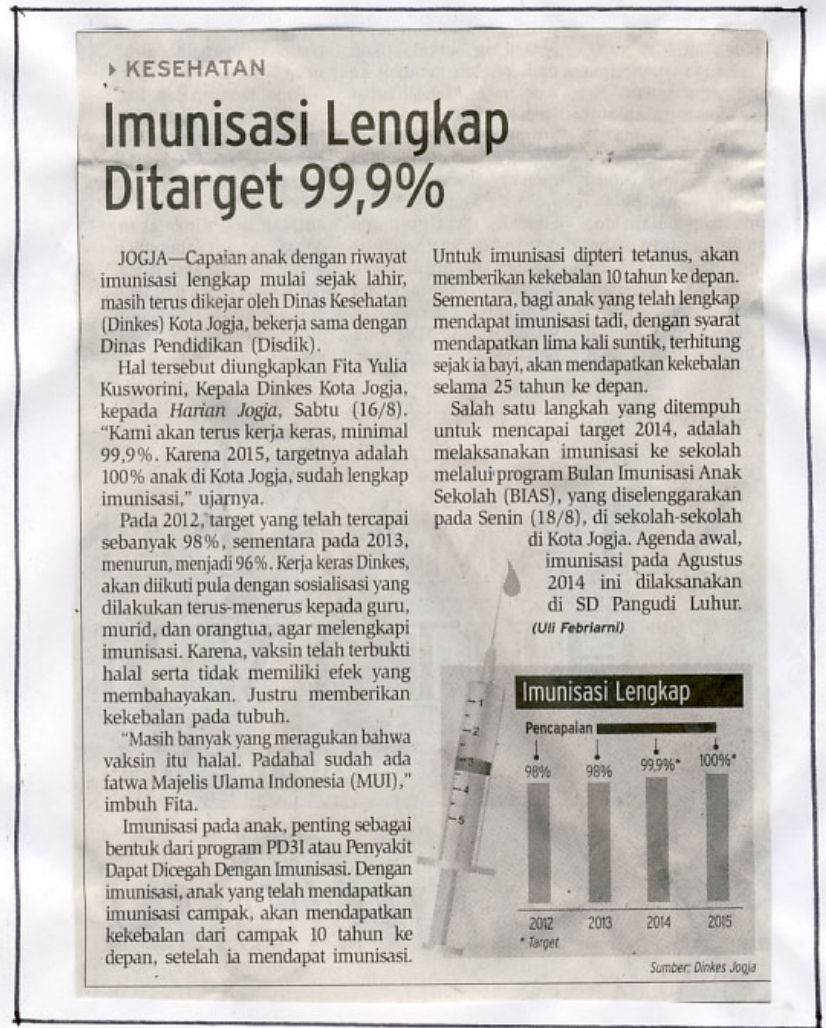 KESEHATAN
Imunisasi Lengkap
Ditarget 99,9%
JOGJA—Capaian anak dengan riwayat
imunisasi lengkap mulai sejak lahir,
masih terus dikejar oleh Dinas Kesehatan
(Dinkes) Kota Jogja, bekerja sama dengan
Dinas Pendidikan (Disdik).
Hal tersebut diungkapkan Fita Yulia
Kusworini, Kepala Dinkes Kota Jogja,
kepada Harian Jogja, Sabtu (16/8).
“Kami akan terus kerja keras, minimal
99,9%. Karena 2015, targetnya adalah
100% anak di Kota Jogja, sudah lengkap
imunisasi,” ujarnya.
Pada 2012, target yang telah tercapai
sebanyak 98%, sementara pada 2013,
menurun, menjadi 96%. Kerja keras Dinkes,
akan diikuti pula dengan sosialisasi yang
dilakukan terus-menerus kepada guru,
murid, dan orangtua, agar melengkapi
imunisasi. Karena, vaksin telah terbukti
halal serta tidak memiliki efek yang
membahayakan. Justru memberikan
kekebalan pada tubuh.
“Masih banyak yang meragukan bahwa
vaksin itu halal. Padahal sudah ada
fatwa Majelis Ulama Indonesia (MUI),”
imbuh Fita.
Imunisasi pada anak, penting sebagai
bentuk dari program PD3I atau Penyakit
Dapat Dicegah Dengan Imunisasi. Dengan
imunisasi, anak yang telah mendapatkan
imunisasi campak, akan mendapatkan
kekebalan dari campak 10 tahun ke
depan, setelah ia mendapat imunisasi.
Untuk imunisasi dipteri tetanus, akan
memberikan kekebalan 10 tahun ke depan.
Sementara, bagi anak yang telah lengkap
mendapat imunisasi tadi, dengan syarat
mendapatkan lima kali suntik, terhitung
sejak ia bayi, akan mendapatkan kekebalan
selama 25 tahun ke depan.
Salah satu langkah yang ditempuh
untuk mencapai target 2014, adalah
melaksanakan imunisasi ke sekolah
melalui program Bulan Imunisasi Anak
Sekolah (BIAS), yang diselenggarakan
pada Senin (18/8), di sekolah-sekolah
di Kota Jogja. Agenda awal,
imunisasi pada Agustus
2014 ini dilaksanakan
di SD Pangudi Luhur.
(Uli Febriarni)
Imunisasi Lengkap
Pencapaian
98% 98% 99,9%* 100%*
1
2
3
4
5
2012 2013 2014 2015
* Target
Sumber: Dinkes Jogja